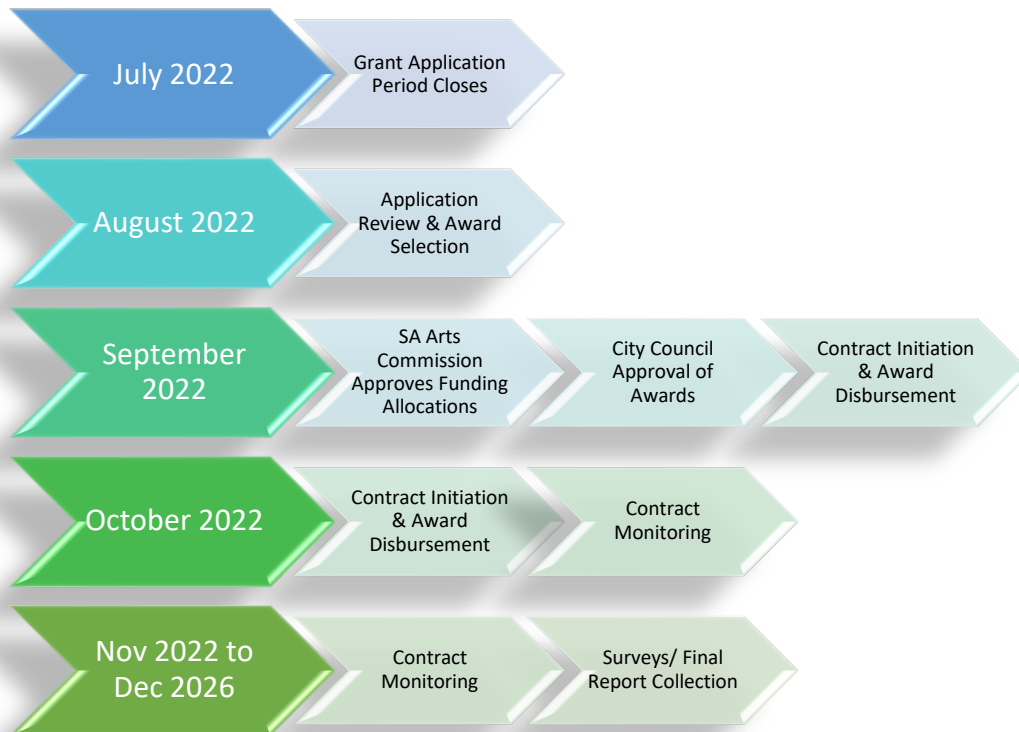 July 2022
Grant Application
Period Closes
August 2022
Application
Review & Award
Selection
September
2022
SA Arts
Commission
Approves Funding
Allocations
City Council
Approval of
Awards
Contract Initiation
& Award
Disbursement
October 2022
Contract Initiation
& Award
Disbursement
Contract
Monitoring
Nov 2022 to
Dec 2026
Contract
Monitoring
Surveys/ Final
Report Collection